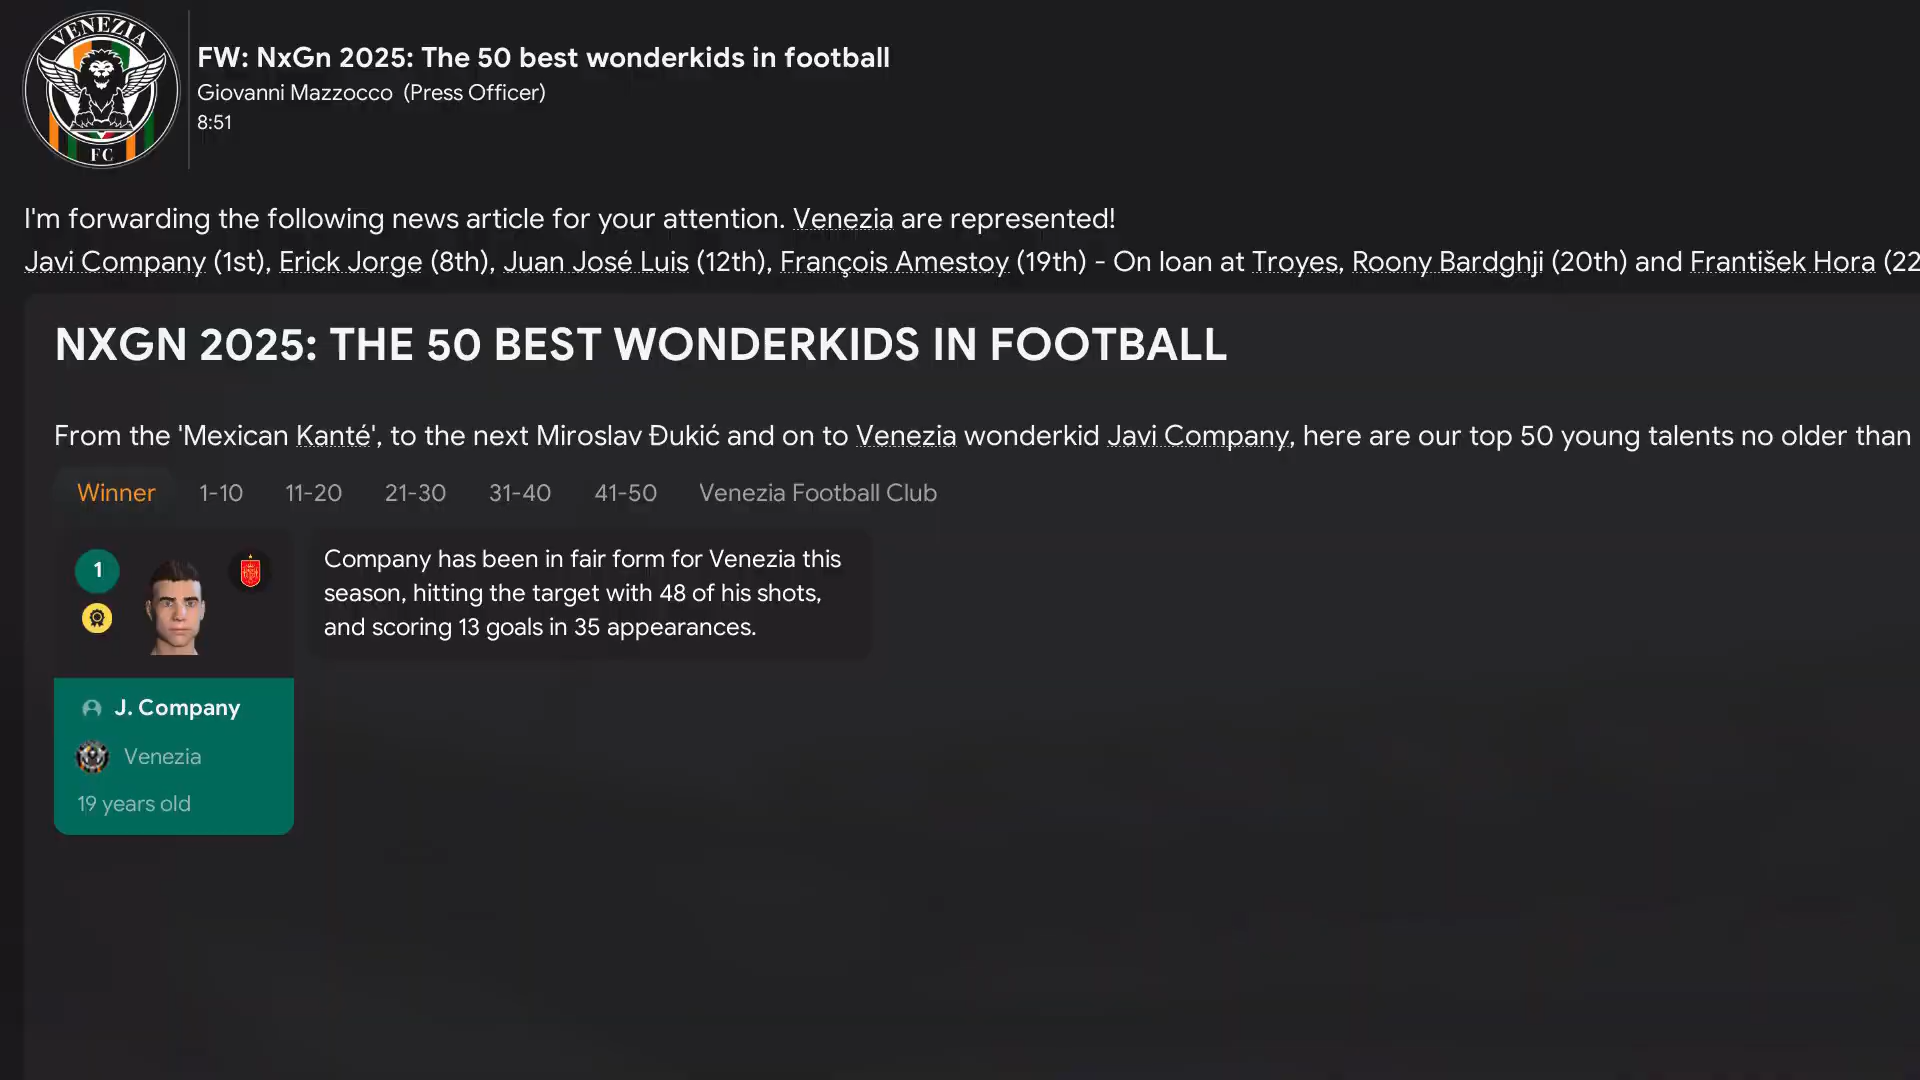 VENEZIA
FC
FW: NxGn 2025: The 50 best wonderkids in football
Giovanni Mazzocco (Press Officer)
8:51
I'm forwarding the following news article for your attention. Venezia are represented!
Javi Company (1st), Erick Jorge (8th), Juan José Luis (12th), François Amestoy (19th) - On loan at Troyes, Roony Bardghji (20th) and František Hora (22
NXGN 2025: THE 50 BEST WONDERKIDS IN FOOTBALL
From the 'Mexican Kanté', to the next Miroslav Đukić and on to Venezia wonderkid Javi Company, here are our top 50 young talents no older than
Winner 1-10 11-20 21-30 31-40 41-50 Venezia Football Club
1
Company has been in fair form for Venezia this
season, hitting the target with 48 of his shots,
and scoring 13 goals in 35 appearances.
J. Company
Venezia
19 years old